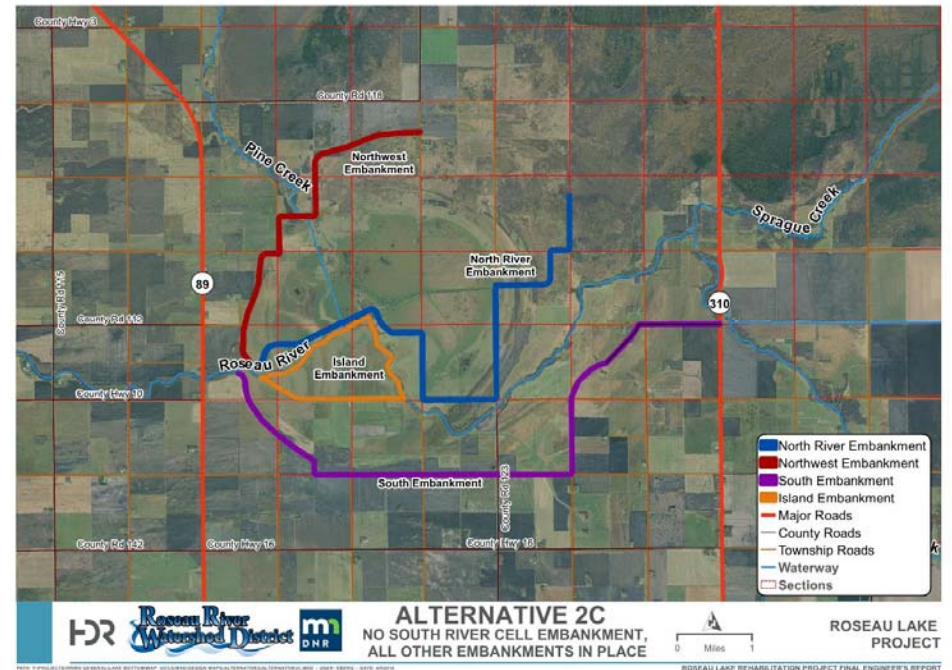 County Hwy 3
County Rd 118
Pine Creek
Northwest
Embankment
Sprague Creek
North River
Embankment
County Rd 115
89
310
County Rd 112
Roseau River
Island
Embankment
County Hwy 19
South Embankment
County Rd 123
County Rd 142
County Hwy 16
County Hwy 16
North River Embankment
Northwest Embankment
South Embankment
Island Embankment
Major Roads
County Roads
Township Roads
Waterway
Sections
k
HDR
Roseau River
Watershed District
mn
DNR
ALTERNATIVE 2C
NO SOUTH RIVER CELL EMBANKMENT,
ALL OTHER EMBANKMENTS IN PLACE
N
0 Miles 1
ROSEAU LAKE
PROJECT
ROSEAU LAKE REHABILITATION PROJECT FINAL ENGINEER'S REPORT